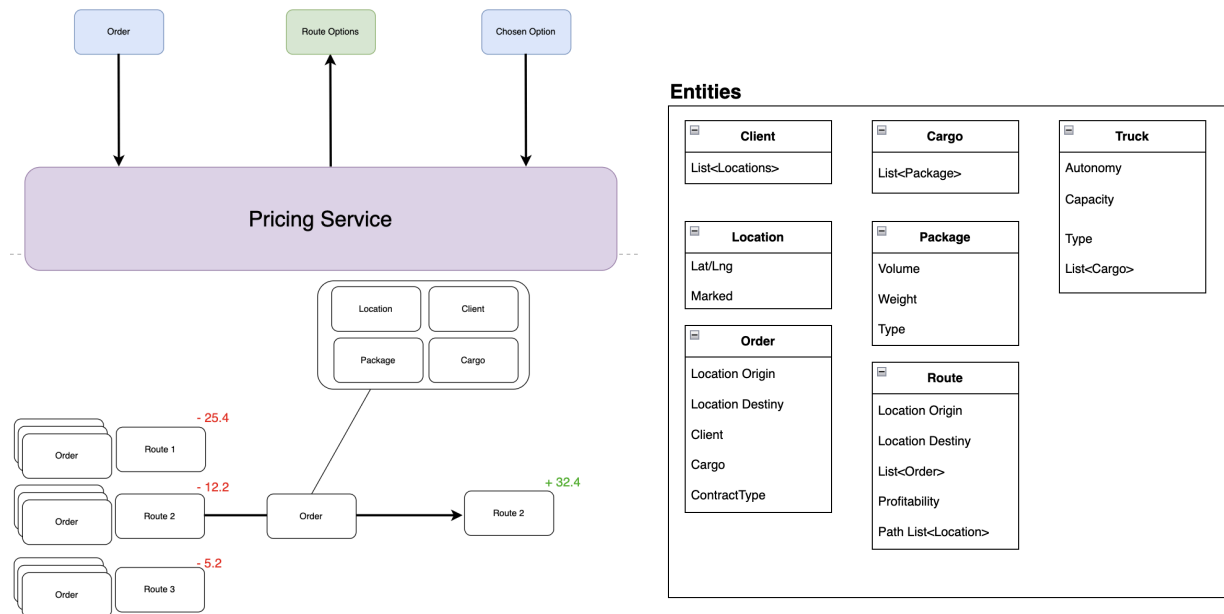 Order
Route Options
Chosen Option
Pricing Service
Location
Client
Package
Cargo
- 25.4
Order
Route 1
- 12.2
Order
Route 2
Order
+ 32.4
Route 2
- 5.2
Order
Route 3
Entities
Client
List<Locations>
Cargo
List<Package>
Truck
Autonomy
Capacity
Type
List<Cargo>
Location
Lat/Lng
Marked
Package
Volume
Weight
Type
Order
Location Origin
Location Destiny
Client
Cargo
ContractType
Route
Location Origin
Location Destiny
List<Order>
Profitability
Path List<Location>